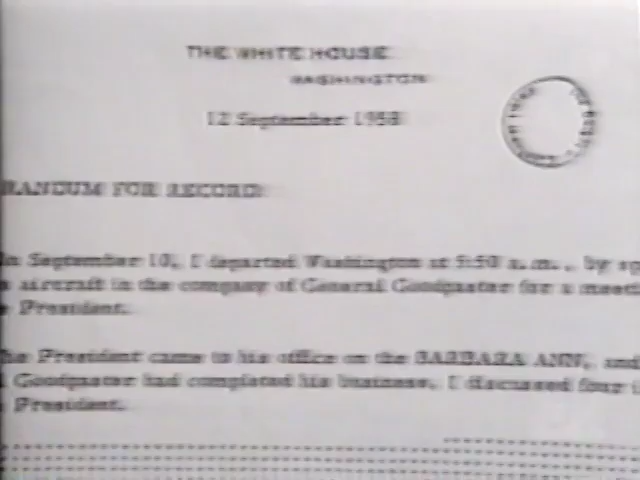 THE WHITE HOUSE
WASHINGTON
12 September 1958
RANDUM FOR RECORD:
n September 10, I departed Washington at 5:50 a.m., by
aircraft in the company of General Goodpaster for a meeti
President.
he President came to his office on the BARBARA ANN, and
Goodpaster had completed his business, I discussed four i
President.